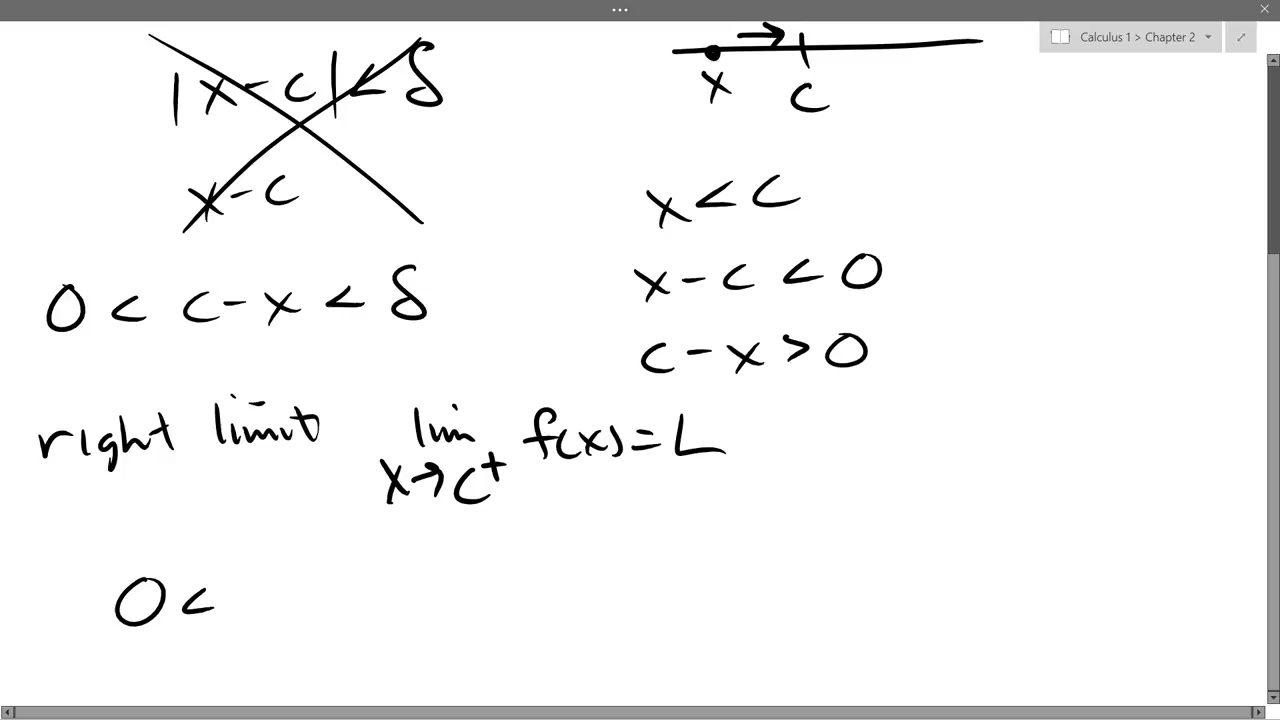 Calculus 1 > Chapter 2
|x-c|<δ
x-c
0 < c-x < δ
x c
x < c
x-c < 0
c-x > 0
right limit lim f(x) = L
x→c⁺
0 <